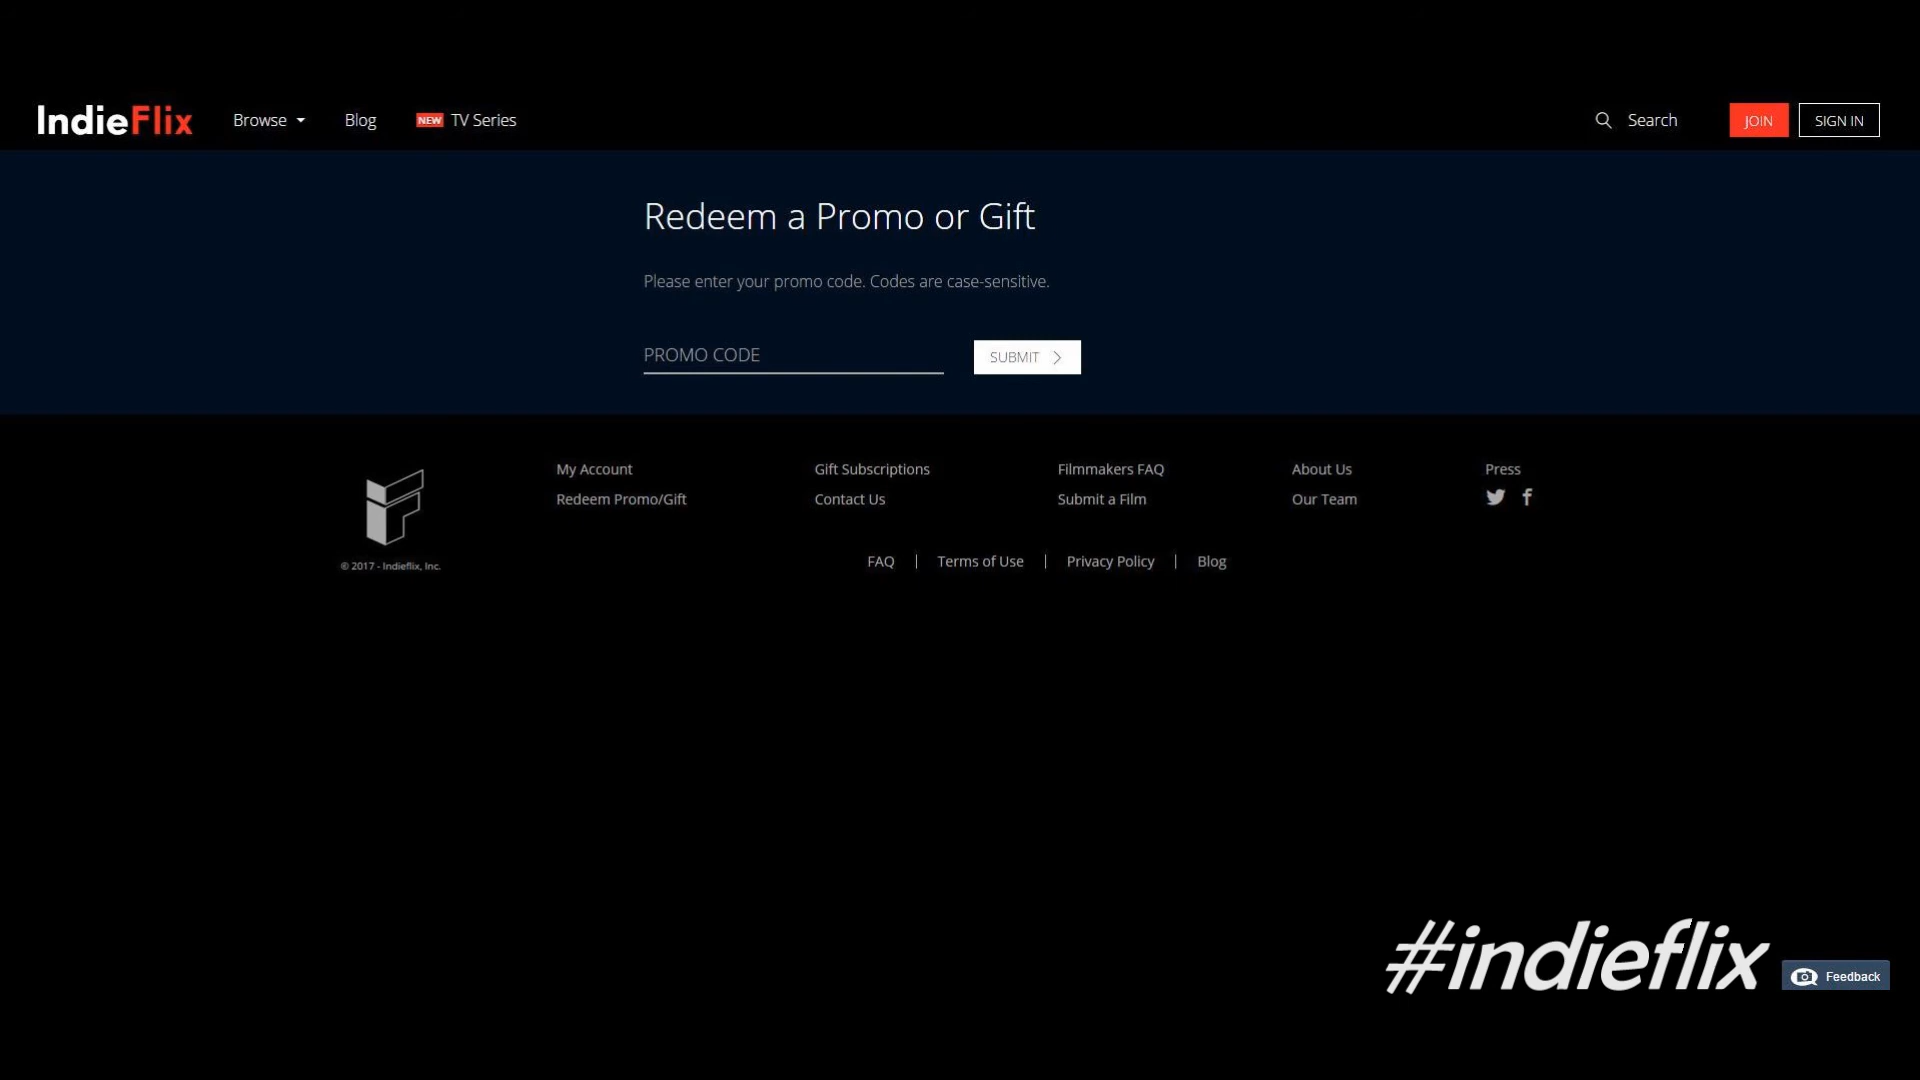 IndieFlix Browse Blog NEW TV Series Search JOIN SIGN IN
Redeem a Promo or Gift
Please enter your promo code. Codes are case-sensitive.
PROMO CODE SUBMIT
My Account Gift Subscriptions Filmmakers FAQ About Us Press
Redeem Promo/Gift Contact Us Submit a Film Our Team
© 2017 - Indieflix, Inc.
FAQ | Terms of Use | Privacy Policy | Blog
#indieflix
Feedback